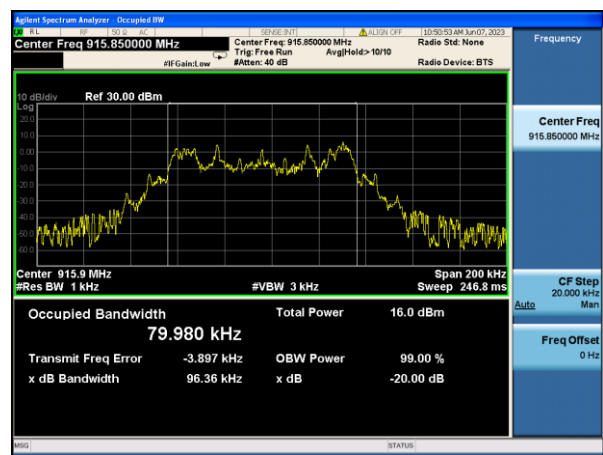 Agilent Spectrum Analyzer - Occupied BW
RL RF 50 Ω AC SENSE:INT ALIGN OFF 10:50:53 AM Jun 07, 2023
Center Freq 915.850000 MHz Center Freq: 915.850000 MHz Radio Std: None Frequency
Trig: Free Run Avg|Hold:>10/10
#IFGain:Low #Atten: 40 dB Radio Device: BTS
10 dB/div Ref 30.00 dBm
Log
20.0
10.0
0.00
-10.0
-20.0
-30.0
-40.0
-50.0
-60.0
Center Freq
915.850000 MHz
Center 915.9 MHz Span 200 kHz
#Res BW 1 kHz #VBW 3 kHz Sweep 246.8 ms
CF Step
20.000 kHz
Auto Man
Occupied Bandwidth Total Power 16.0 dBm
79.980 kHz
Freq Offset
0 Hz
Transmit Freq Error -3.897 kHz OBW Power 99.00 %
x dB Bandwidth 96.36 kHz x dB -20.00 dB
MSG STATUS